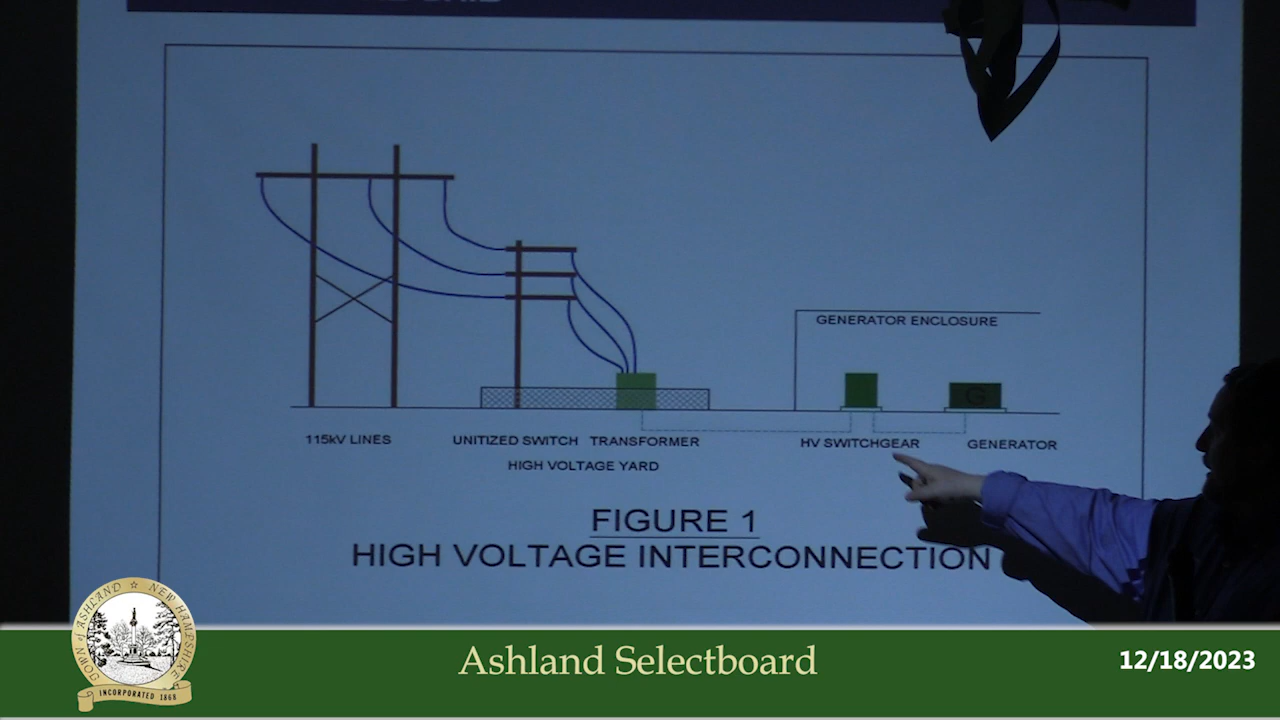 GENERATOR ENCLOSURE
G
115kV LINES
UNITIZED SWITCH TRANSFORMER
HV SWITCHGEAR
GENERATOR
HIGH VOLTAGE YARD
FIGURE 1
HIGH VOLTAGE INTERCONNECTION
TOWN of ASHLAND ☆ NEW HAMPSHIRE
INCORPORATED 1868
Ashland Selectboard
12/18/2023